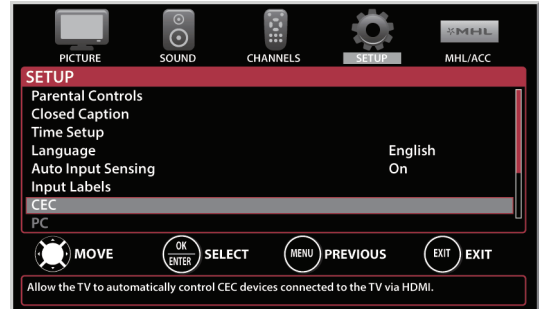 MHL
PICTURE SOUND CHANNELS SETUP MHL/ACC
SETUP
Parental Controls
Closed Caption
Time Setup
Language English
Auto Input Sensing On
Input Labels
CEC
PC
MOVE OK ENTER SELECT MENU PREVIOUS EXIT EXIT
Allow the TV to automatically control CEC devices connected to the TV via HDMI.